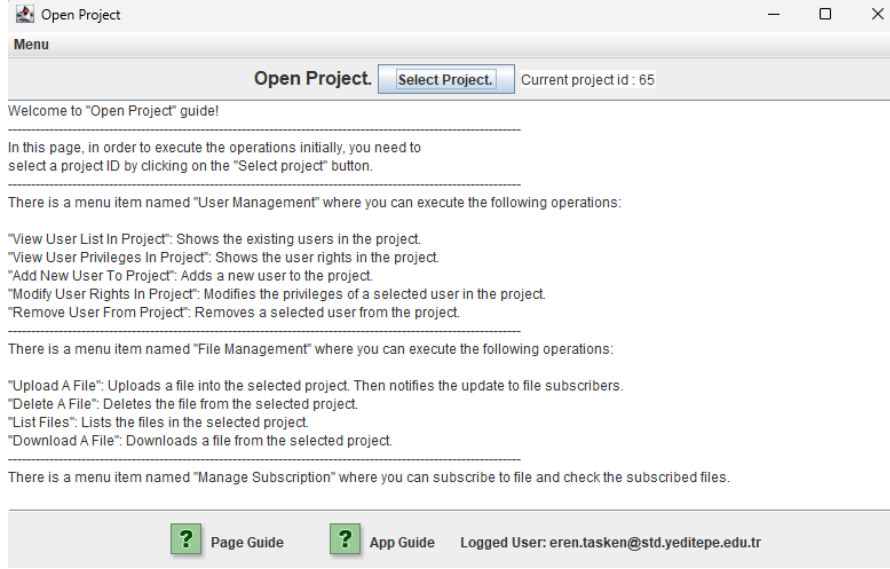 Open Project
Menu
Open Project. Select Project. Current project id : 65
Welcome to "Open Project" guide!
------------------------------------------------------------------------------------------------------------------------
In this page, in order to execute the operations initially, you need to
select a project ID by clicking on the "Select project" button.
------------------------------------------------------------------------------------------------------------------------
There is a menu item named "User Management" where you can execute the following operations:
"View User List In Project": Shows the existing users in the project.
"View User Privileges In Project": Shows the user rights in the project.
"Add New User To Project": Adds a new user to the project.
"Modify User Rights In Project": Modifies the privileges of a selected user in the project.
"Remove User From Project": Removes a selected user from the project.
------------------------------------------------------------------------------------------------------------------------
There is a menu item named "File Management" where you can execute the following operations:
"Upload A File": Uploads a file into the selected project. Then notifies the update to file subscribers.
"Delete A File": Deletes the file from the selected project.
"List Files": Lists the files in the selected project.
"Download A File": Downloads a file from the selected project.
------------------------------------------------------------------------------------------------------------------------
There is a menu item named "Manage Subscription" where you can subscribe to file and check the subscribed files.
? Page Guide ? App Guide Logged User: eren.tasken@std.yeditepe.edu.tr